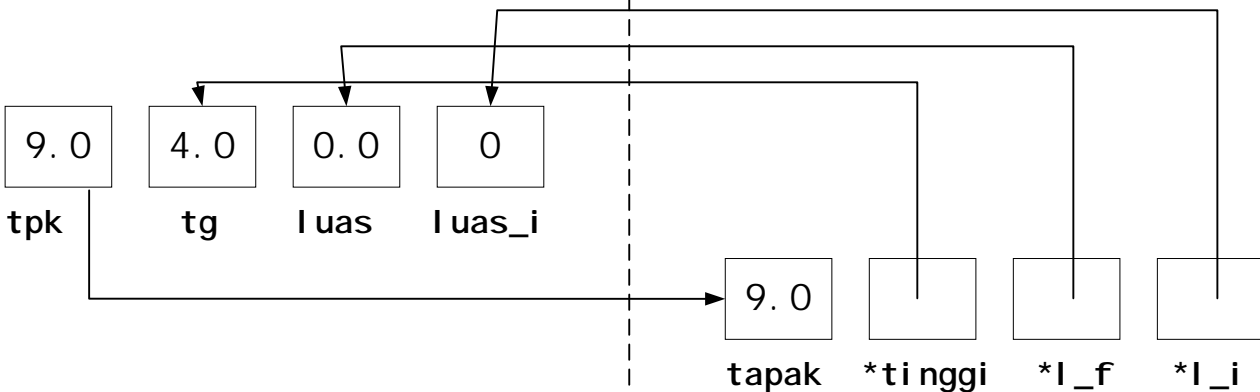 9.0 4.0 0.0 0
tpk tg luas luas_i
9.0
tapak *tinggi *l_f *l_i